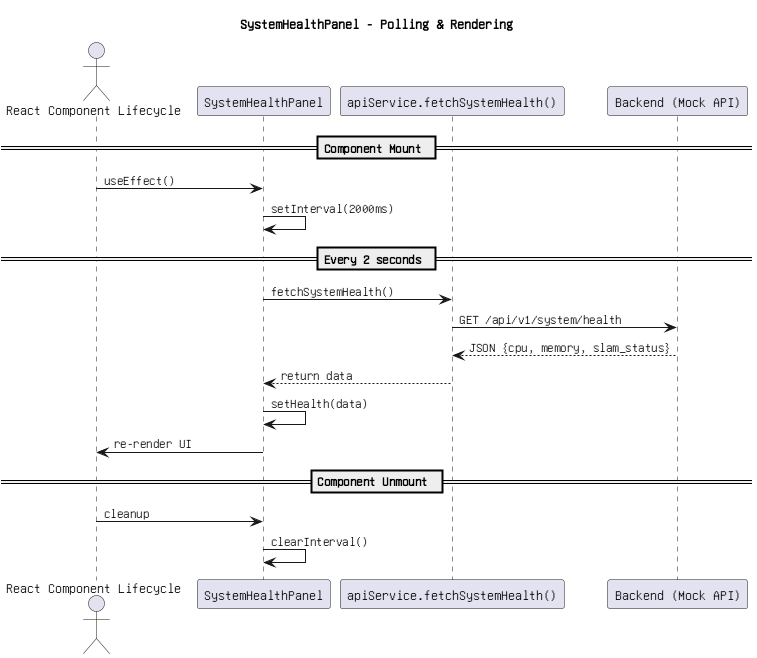 SystemHealthPanel - Polling & Rendering
React Component Lifecycle
SystemHealthPanel
apiService.fetchSystemHealth()
Backend (Mock API)
Component Mount
useEffect()
setInterval(2000ms)
Every 2 seconds
fetchSystemHealth()
GET /api/v1/system/health
JSON {cpu, memory, slam_status}
return data
setHealth(data)
re-render UI
Component Unmount
cleanup
clearInterval()
React Component Lifecycle
SystemHealthPanel
apiService.fetchSystemHealth()
Backend (Mock API)